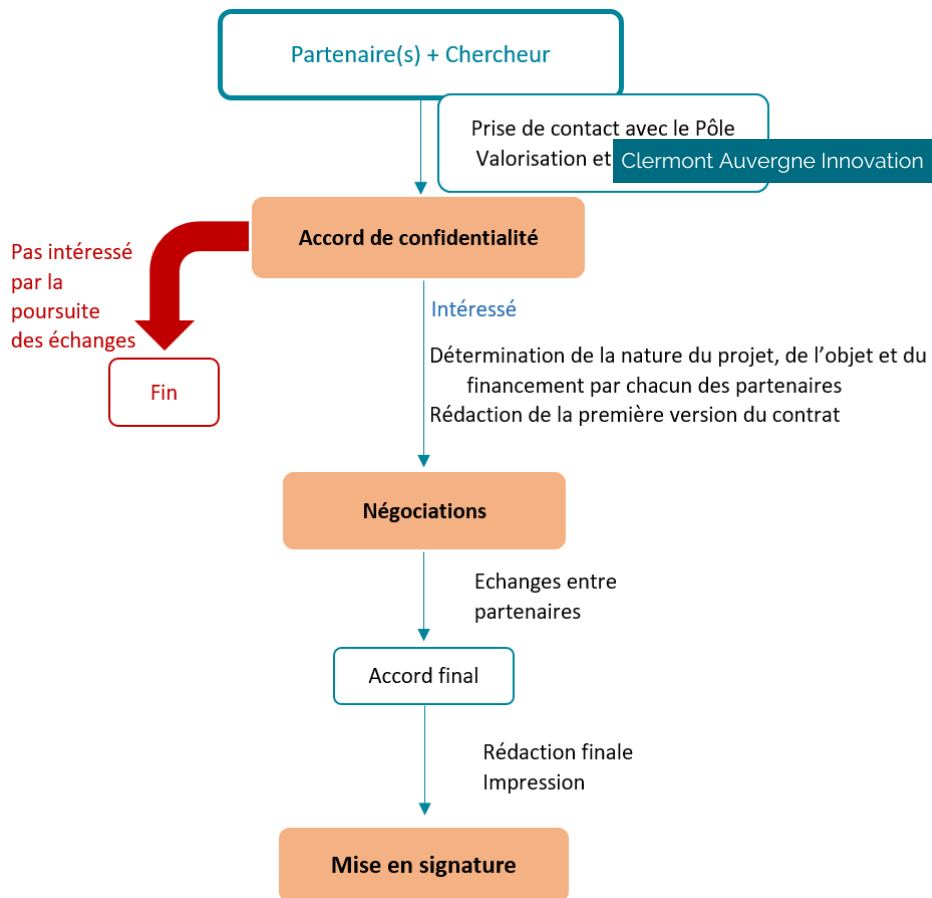 Partenaire(s) + Chercheur
Prise de contact avec le Pôle
Valorisation et Clermont Auvergne Innovation
Accord de confidentialité
Pas intéressé
par la
poursuite
des échanges
Fin
Intéressé
Détermination de la nature du projet, de l’objet et du
financement par chacun des partenaires
Rédaction de la première version du contrat
Négociations
Echanges entre
partenaires
Accord final
Rédaction finale
Impression
Mise en signature